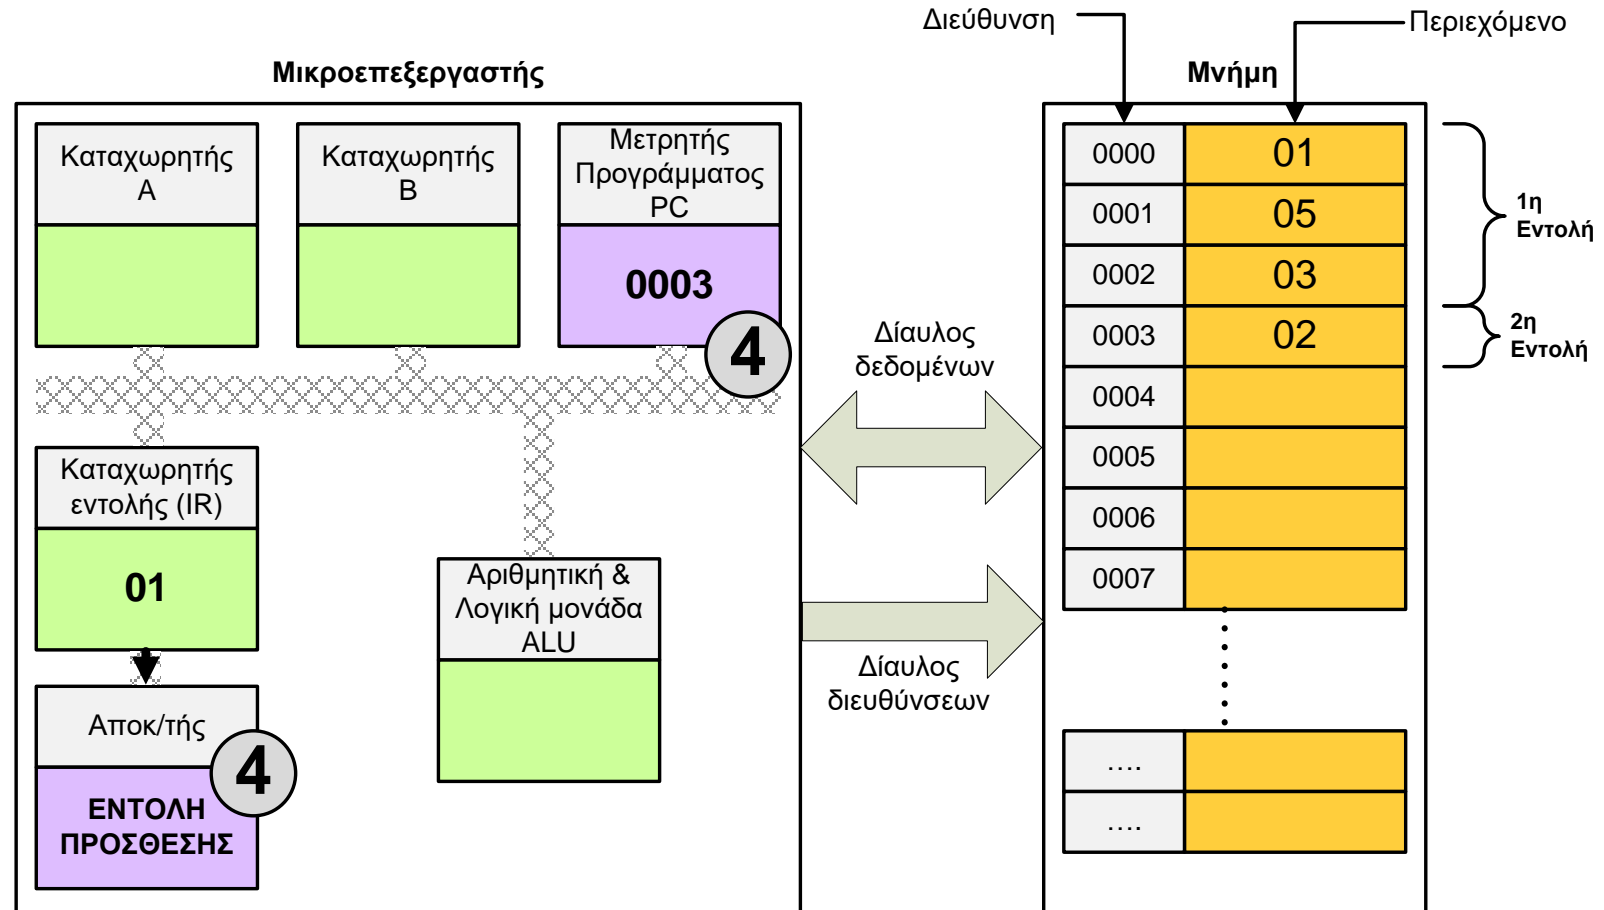 Διεύθυνση
Περιεχόμενο
Μικροεπεξεργαστής
Μνήμη
Καταχωρητής
Α
Καταχωρητής
Β
Μετρητής
Προγράμματος
PC
0003
4
Καταχωρητής
εντολής (IR)
01
Αποκ/τής
4
ΕΝΤΟΛΗ
ΠΡΟΣΘΕΣΗΣ
Αριθμητική &
Λογική μονάδα
ALU
Δίαυλος
δεδομένων
Δίαυλος
διευθύνσεων
0000 01
0001 05
0002 03
0003 02
0004
0005
0006
0007
....
....
1η
Εντολή
2η
Εντολή